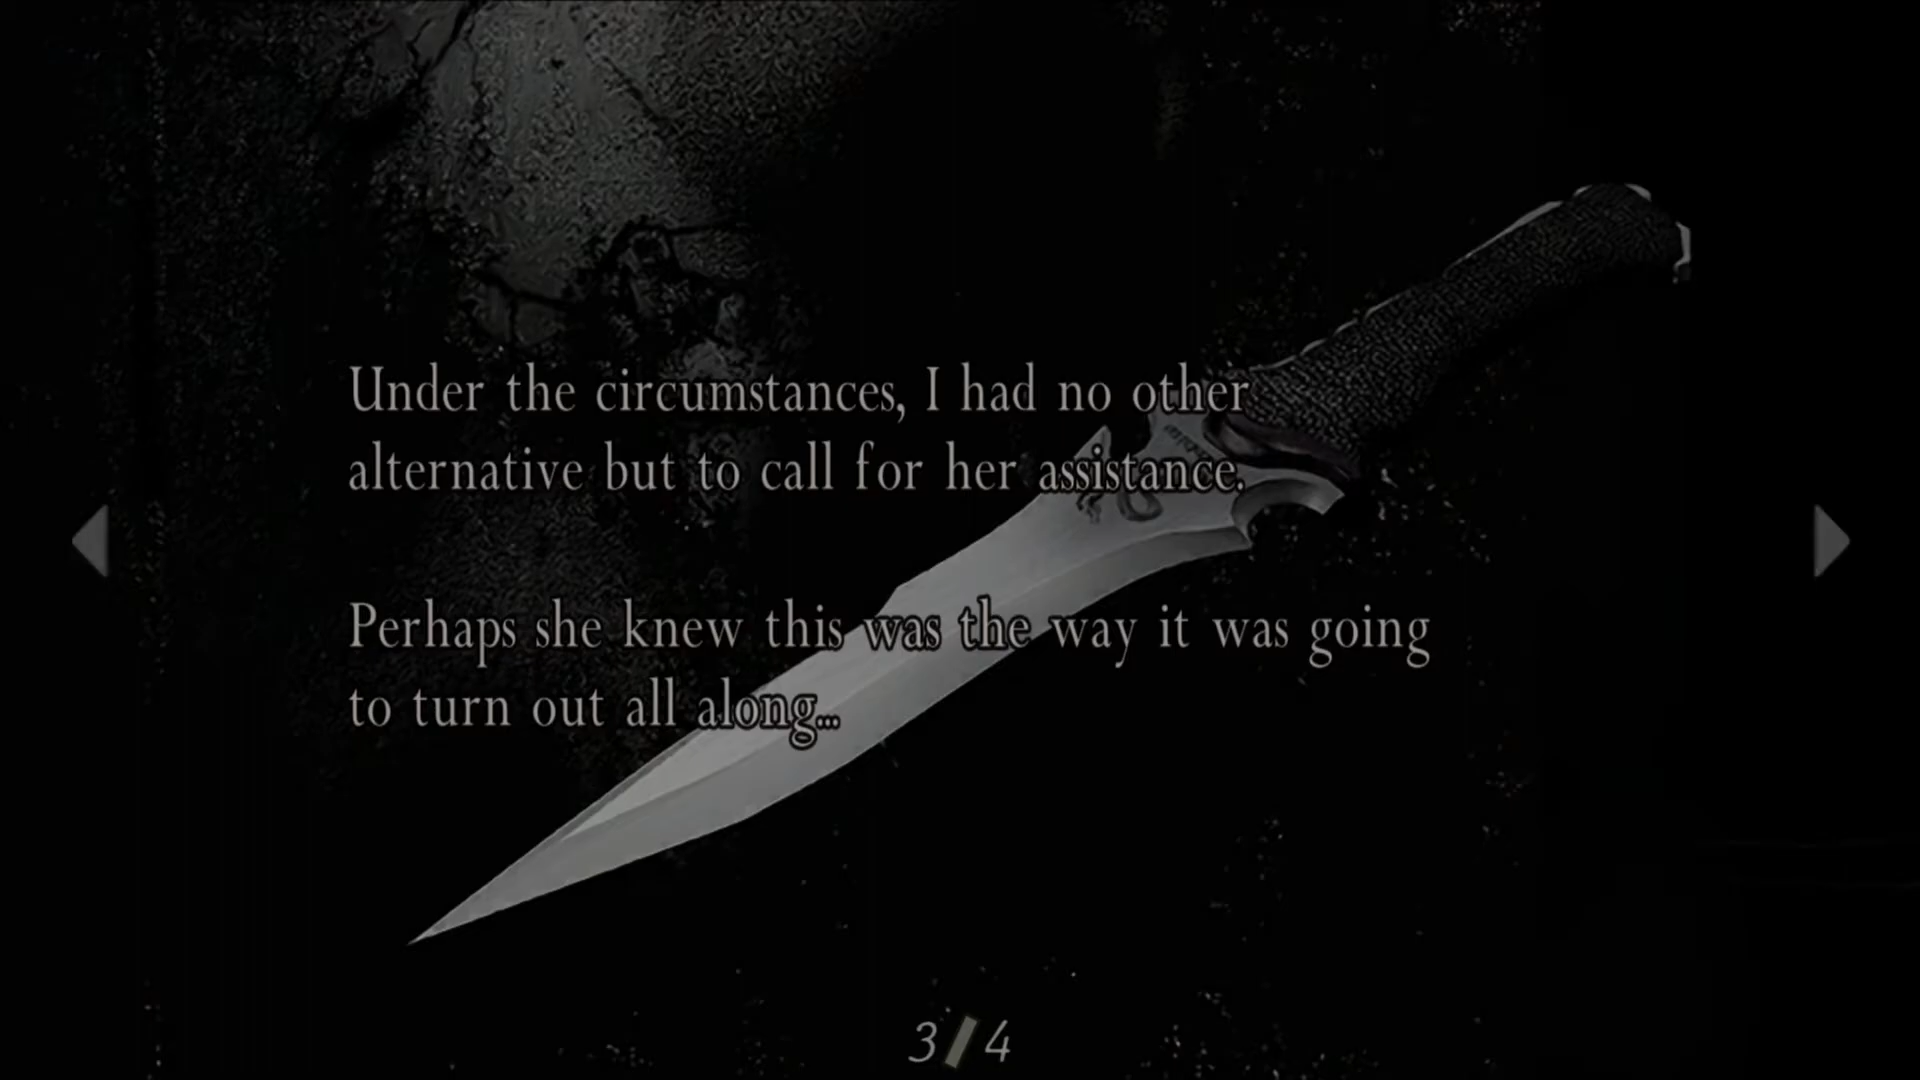 Under the circumstances, I had no other
alternative but to call for her assistance.
Perhaps she knew this was the way it was going
to turn out all along...
3/4